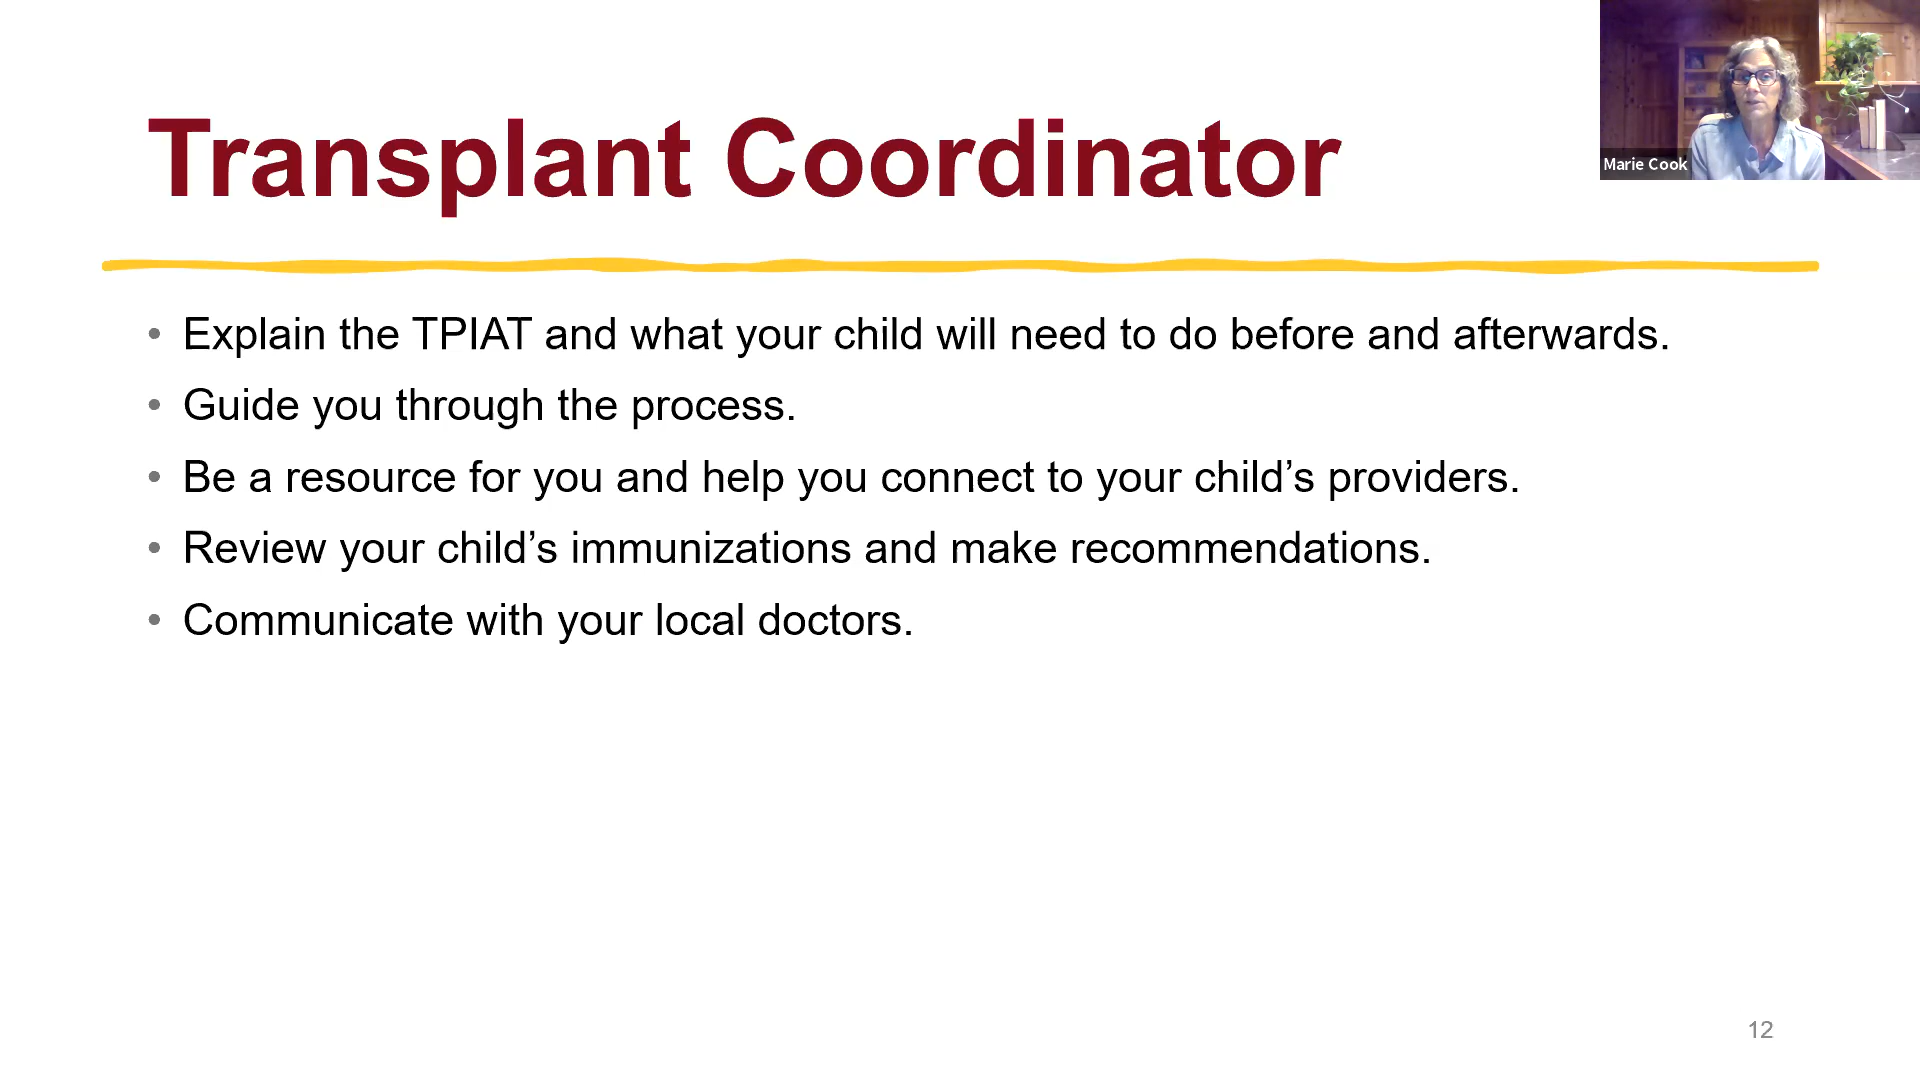 Transplant Coordinator
Marie Cook
• Explain the TPIAT and what your child will need to do before and afterwards.
• Guide you through the process.
• Be a resource for you and help you connect to your child’s providers.
• Review your child’s immunizations and make recommendations.
• Communicate with your local doctors.
12